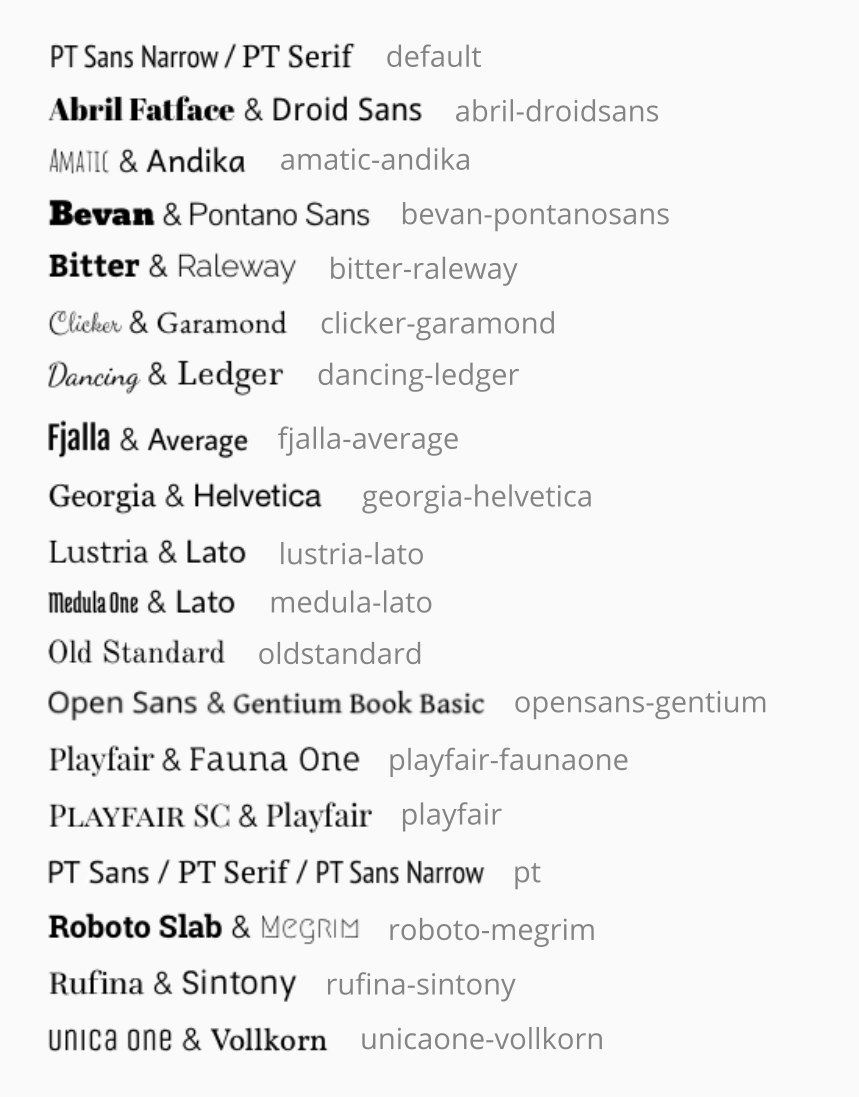 PT Sans Narrow / PT Serif default
Abril Fatface & Droid Sans abril-droidsans
Amatic & Andika amatic-andika
Bevan & Pontano Sans bevan-pontanosans
Bitter & Raleway bitter-raleway
Clicker & Garamond clicker-garamond
Dancing & Ledger dancing-ledger
Fjalla & Average fjalla-average
Georgia & Helvetica georgia-helvetica
Lustria & Lato lustria-lato
Medula One & Lato medula-lato
Old Standard oldstandard
Open Sans & Gentium Book Basic opensans-gentium
Playfair & Fauna One playfair-faunaone
PLAYFAIR SC & Playfair playfair
PT Sans / PT Serif / PT Sans Narrow pt
Roboto Slab & Megrim roboto-megrim
Rufina & Sintony rufina-sintony
Unica One & Vollkorn unicaone-vollkorn